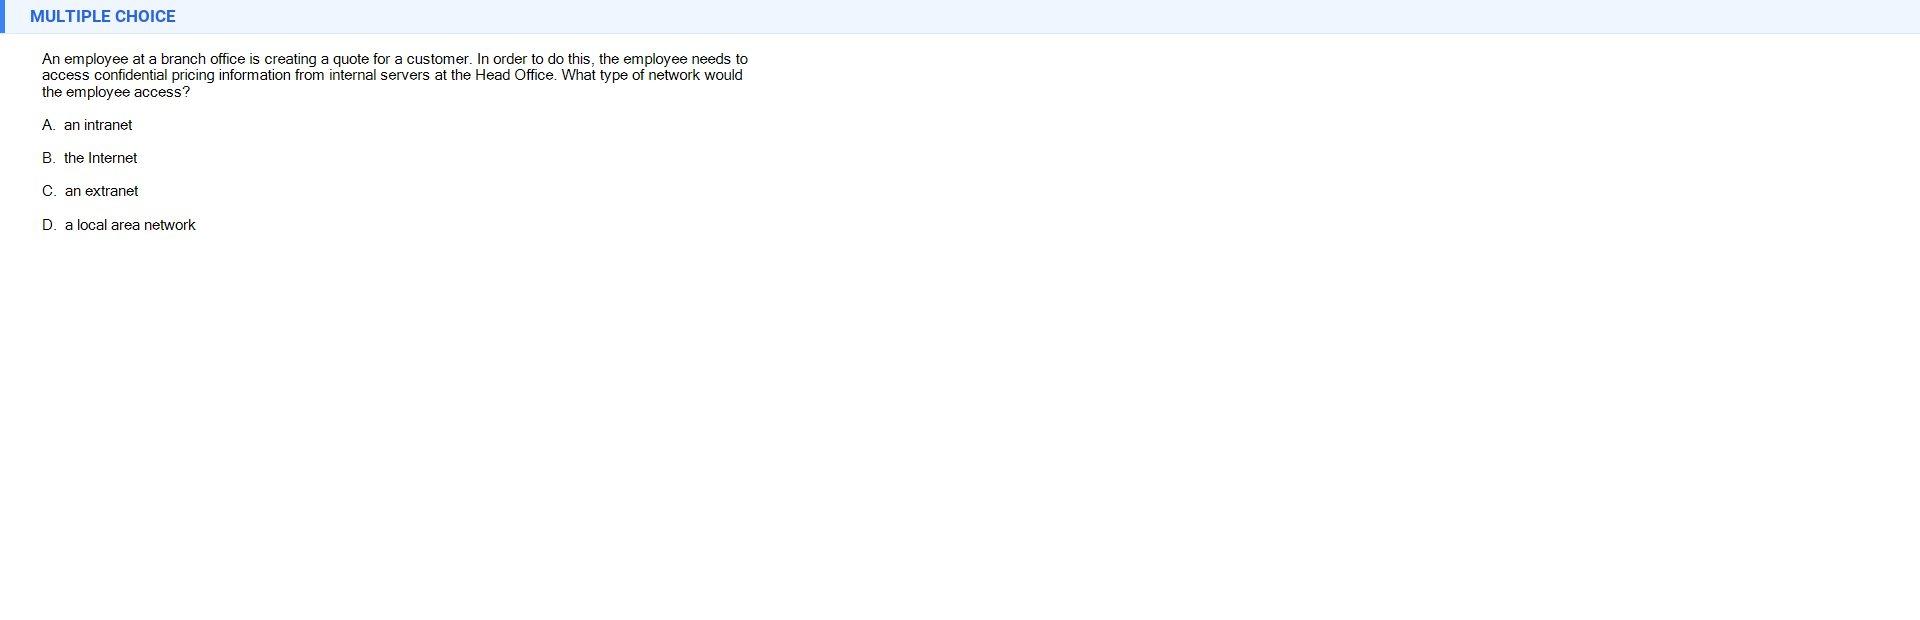 MULTIPLE CHOICE
An employee at a branch office is creating a quote for a customer. In order to do this, the employee needs to
access confidential pricing information from internal servers at the Head Office. What type of network would
the employee access?
A. an intranet
B. the Internet
C. an extranet
D. a local area network